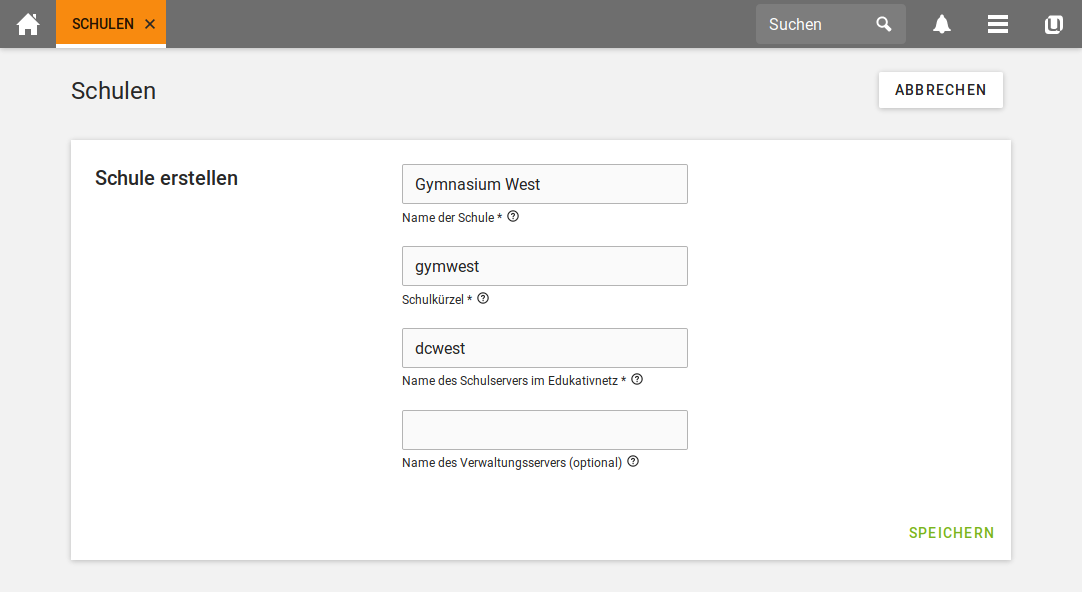 SCHULEN
Suchen
Schulen
ABBRECHEN
Schule erstellen
Gymnasium West
Name der Schule *
gymwest
Schulkürzel *
dcwest
Name des Schulservers im Edukativnetz *
Name des Verwaltungsservers (optional)
SPEICHERN